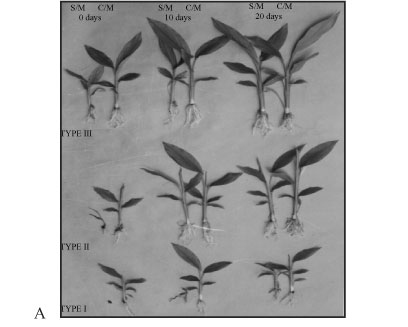 S/M C/M S/M C/M S/M C/M
0 days 10 days 20 days
TYPE III
TYPE II
TYPE I
A